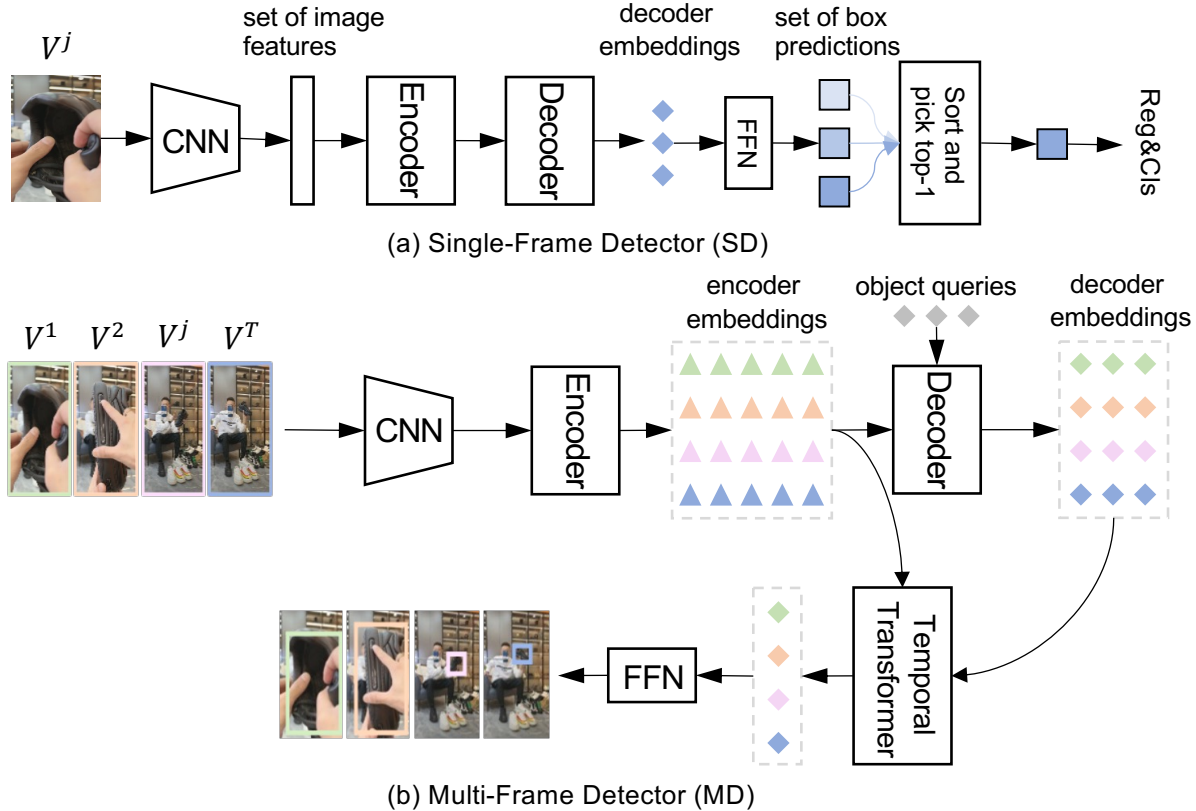 set of image
features
decoder
embeddings
set of box
predictions
V^j
CNN
Encoder
Decoder
FFN
Sort and
pick top-1
Reg&Cls
(a) Single-Frame Detector (SD)
encoder
embeddings
object queries
decoder
embeddings
V^1 V^2 V^j V^T
CNN
Encoder
Decoder
Temporal
Transformer
FFN
(b) Multi-Frame Detector (MD)